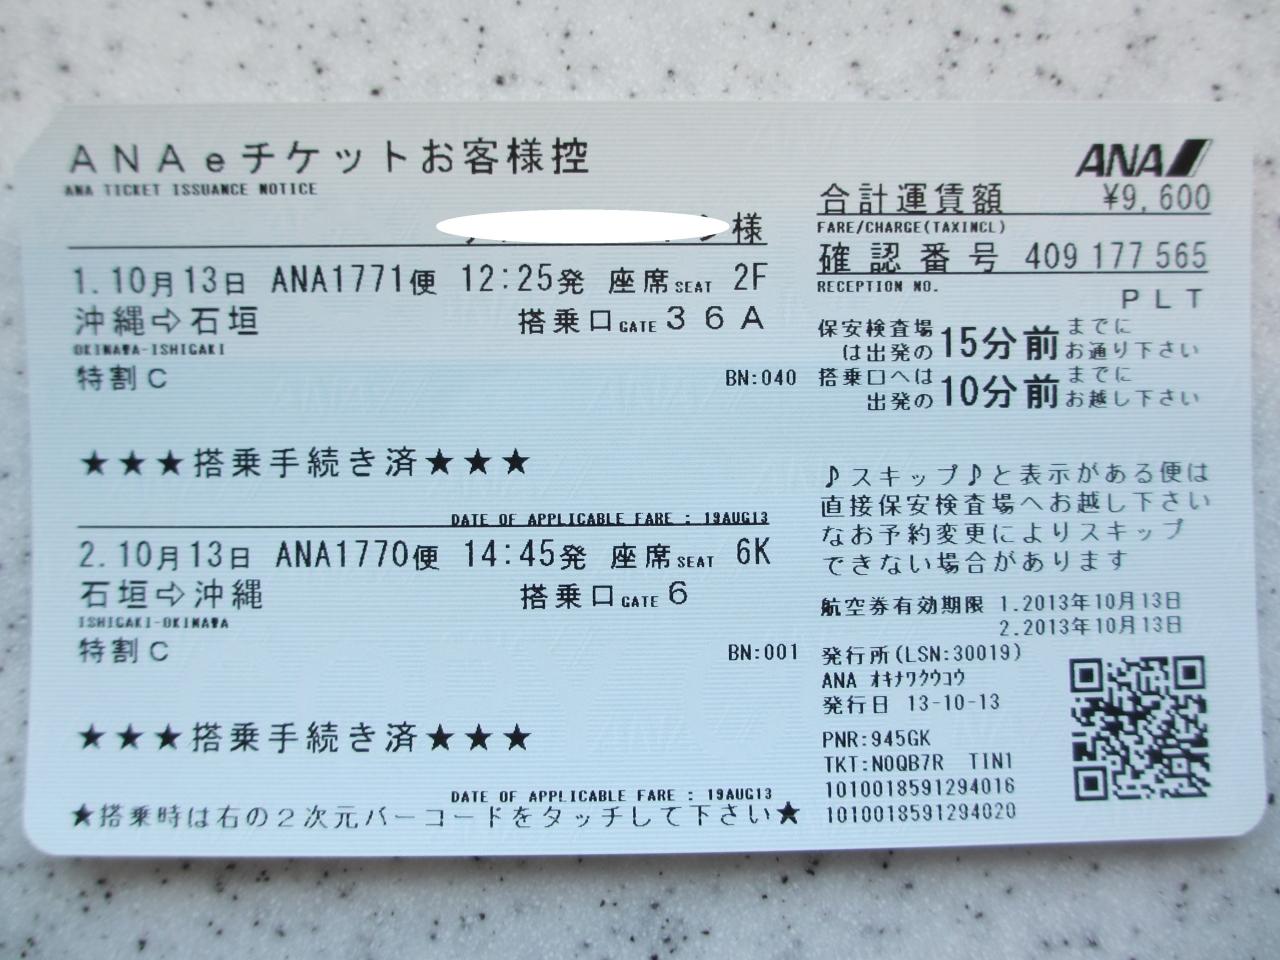 ANAeチケットお客様控
ANA TICKET ISSUANCE NOTICE
様
1.10月13日 ANA1771便 12:25発 座席SEAT 2F
沖縄⇨石垣 搭乗口GATE 36A
OKINAWA-ISHIGAKI
特割C BN:040
★★★搭乗手続き済★★★
DATE OF APPLICABLE FARE : 19AUG13
2.10月13日 ANA1770便 14:45発 座席SEAT 6K
石垣⇨沖縄 搭乗口GATE 6
ISHIGAKI-OKINAWA
特割C BN:001
★★★搭乗手続き済★★★
DATE OF APPLICABLE FARE : 19AUG13
★搭乗時は右の2次元バーコードをタッチして下さい★
ANA
合計運賃額 ¥9,600
FARE/CHARGE(TAXINCL)
確認番号 409 177 565
RECEPTION NO.
PLT
保安検査場は出発の15分前までにお通り下さい
搭乗口へは出発の10分前までにお越し下さい
♪スキップ♪と表示がある便は
直接保安検査場へお越し下さい
なお予約変更によりスキップ
できない場合があります
航空券有効期限 1.2013年10月13日
2.2013年10月13日
発行所(LSN:30019)
ANA オキナワクウコウ
発行日 13-10-13
PNR:945GK
TKT:N0QB7R TIN1
1010018591294016
1010018591294020